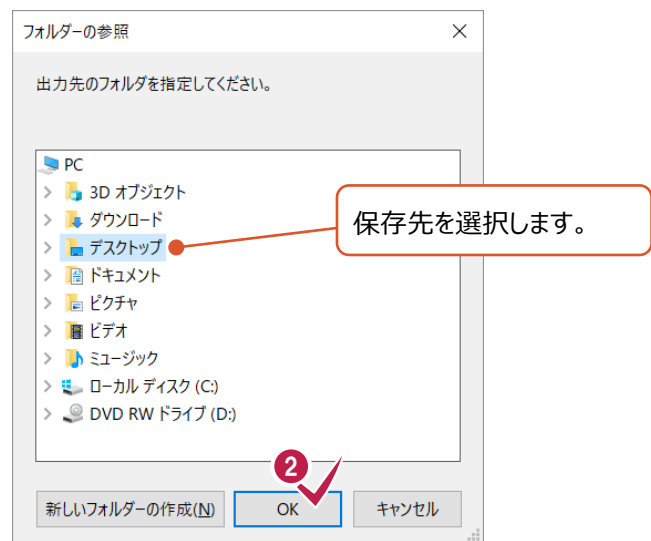 フォルダーの参照
出力先のフォルダを指定してください。
PC
3D オブジェクト
ダウンロード
保存先を選択します。
デスクトップ
ドキュメント
ピクチャ
ビデオ
ミュージック
ローカル ディスク (C:)
DVD RW ドライブ (D:)
2
新しいフォルダーの作成(N) OK キャンセル